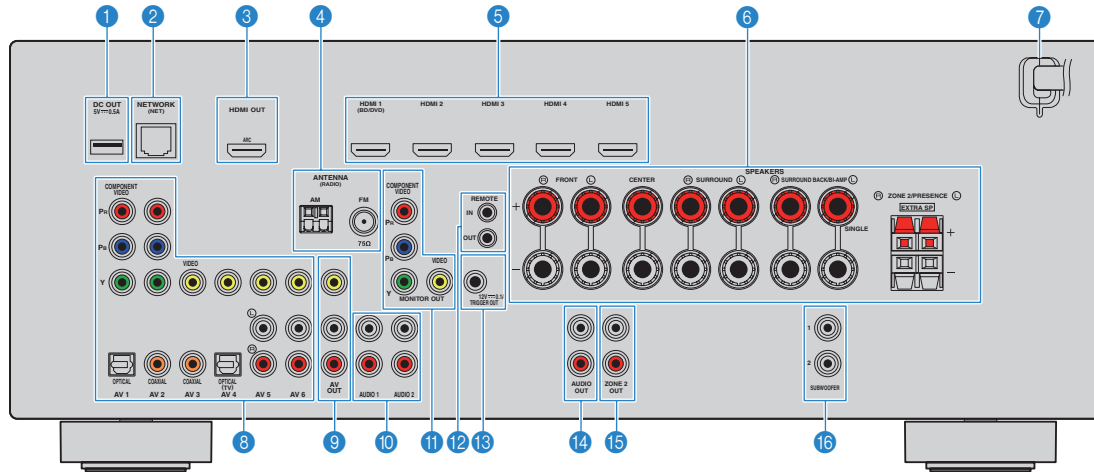 1 2 3 4 5 6 7
DC OUT
5V 0.5A
NETWORK
(NET)
HDMI OUT
ARC
HDMI 1
(BD/DVD)
HDMI 2
HDMI 3
HDMI 4
HDMI 5
ANTENNA
(RADIO)
AM
FM
75Ω
COMPONENT
VIDEO
PR
PB
Y
VIDEO
COMPONENT
VIDEO
PR
PB
Y
VIDEO
MONITOR OUT
REMOTE
IN
OUT
12V 0.1/
TRIGGER OUT
SPEAKERS
R FRONT L
CENTER
R SURROUND L
R SURROUND BACK/BI-AMP L
SINGLE
+
–
R ZONE 2/PRESENCE L
EXTRA SP
+
–
L
R
OPTICAL
COAXIAL
COAXIAL
OPTICAL
(TV)
AV 1
AV 2
AV 3
AV 4
AV 5
AV 6
AV
OUT
AUDIO 1
AUDIO 2
AUDIO
OUT
ZONE 2
OUT
1
2
SUBWOOFER
8 9 10 11 12 13 14 15 16